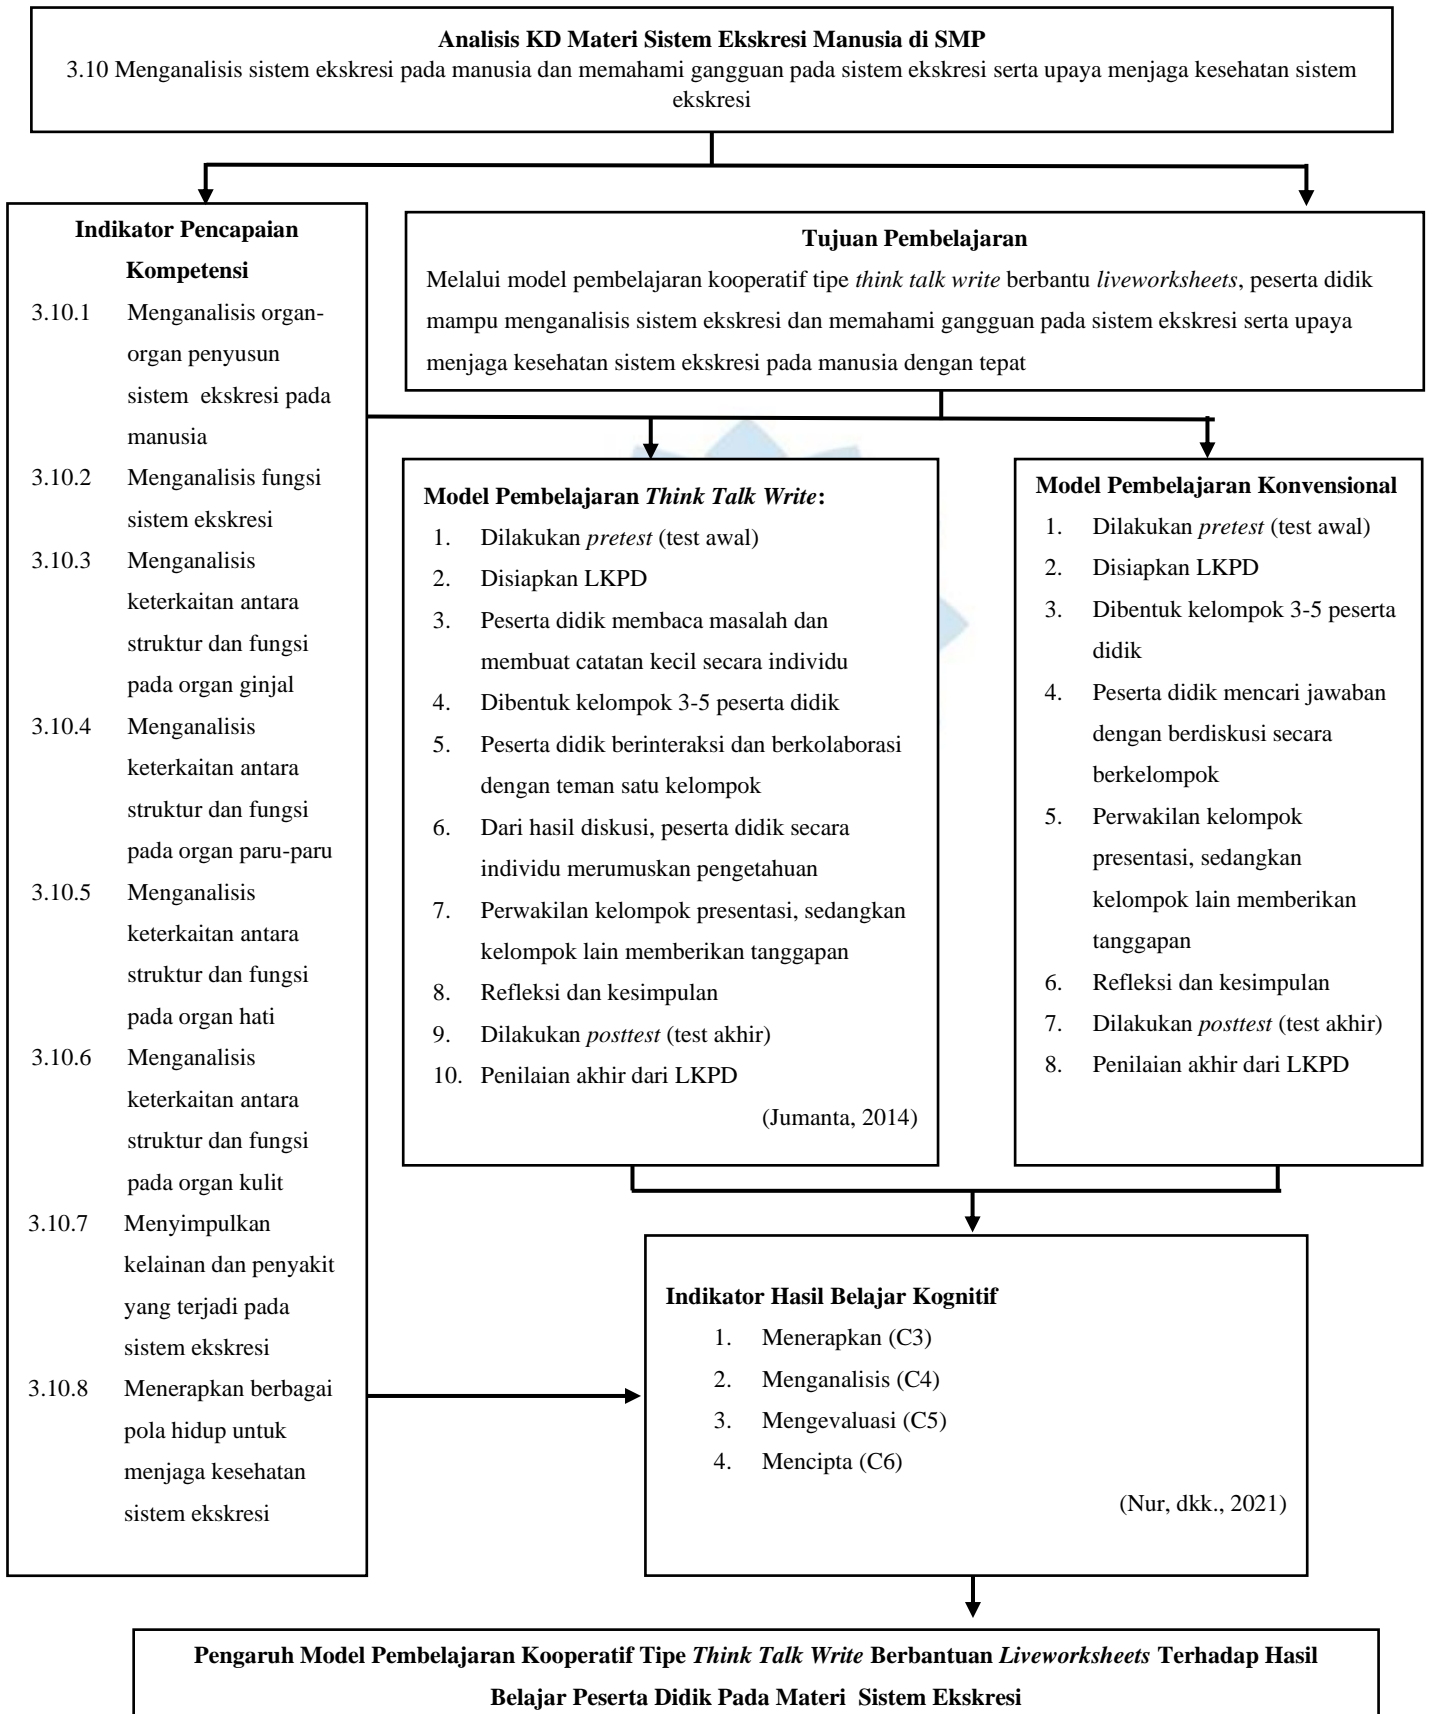 Analisis KD Materi Sistem Ekskresi Manusia di SMP
3.10 Menganalisis sistem ekskresi pada manusia dan memahami gangguan pada sistem ekskresi serta upaya menjaga kesehatan sistem
ekskresi
Indikator Pencapaian
Kompetensi
3.10.1 Menganalisis organ-
organ penyusun
sistem ekskresi pada
manusia
3.10.2 Menganalisis fungsi
sistem ekskresi
3.10.3 Menganalisis
keterkaitan antara
struktur dan fungsi
pada organ ginjal
3.10.4 Menganalisis
keterkaitan antara
struktur dan fungsi
pada organ paru-paru
3.10.5 Menganalisis
keterkaitan antara
struktur dan fungsi
pada organ hati
3.10.6 Menganalisis
keterkaitan antara
struktur dan fungsi
pada organ kulit
3.10.7 Menyimpulkan
kelainan dan penyakit
yang terjadi pada
sistem ekskresi
3.10.8 Menerapkan berbagai
pola hidup untuk
menjaga kesehatan
sistem ekskresi
Tujuan Pembelajaran
Melalui model pembelajaran kooperatif tipe think talk write berbantu liveworksheets, peserta didik
mampu menganalisis sistem ekskresi dan memahami gangguan pada sistem ekskresi serta upaya
menjaga kesehatan sistem ekskresi pada manusia dengan tepat
Model Pembelajaran Think Talk Write:
1. Dilakukan pretest (test awal)
2. Disiapkan LKPD
3. Peserta didik membaca masalah dan
membuat catatan kecil secara individu
4. Dibentuk kelompok 3-5 peserta didik
5. Peserta didik berinteraksi dan berkolaborasi
dengan teman satu kelompok
6. Dari hasil diskusi, peserta didik secara
individu merumuskan pengetahuan
7. Perwakilan kelompok presentasi, sedangkan
kelompok lain memberikan tanggapan
8. Refleksi dan kesimpulan
9. Dilakukan posttest (test akhir)
10. Penilaian akhir dari LKPD
(Jumanta, 2014)
Model Pembelajaran Konvensional
1. Dilakukan pretest (test awal)
2. Disiapkan LKPD
3. Dibentuk kelompok 3-5 peserta
didik
4. Peserta didik mencari jawaban
dengan berdiskusi secara
berkelompok
5. Perwakilan kelompok
presentasi, sedangkan
kelompok lain memberikan
tanggapan
6. Refleksi dan kesimpulan
7. Dilakukan posttest (test akhir)
8. Penilaian akhir dari LKPD
Indikator Hasil Belajar Kognitif
1. Menerapkan (C3)
2. Menganalisis (C4)
3. Mengevaluasi (C5)
4. Mencipta (C6)
(Nur, dkk., 2021)
Pengaruh Model Pembelajaran Kooperatif Tipe Think Talk Write Berbantuan Liveworksheets Terhadap Hasil
Belajar Peserta Didik Pada Materi Sistem Ekskresi